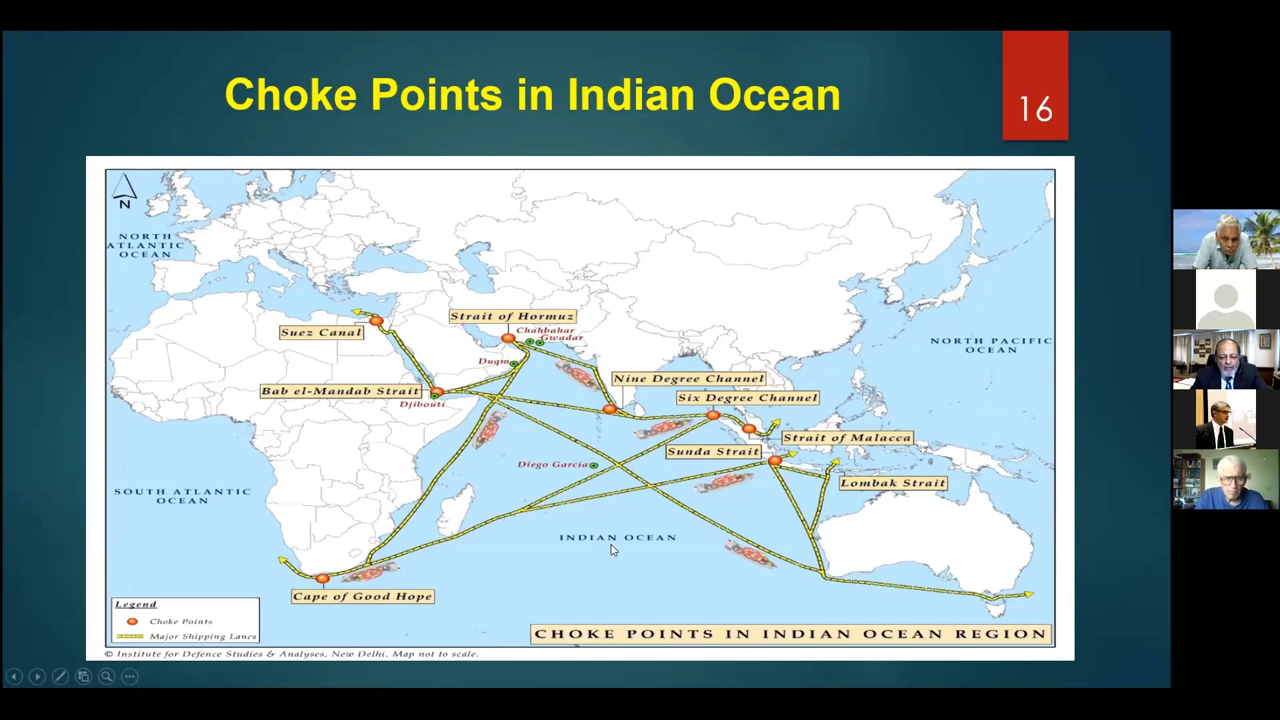 Choke Points in Indian Ocean
16
N
NORTH
ATLANTIC
OCEAN
Strait of Hormuz
Suez Canal
Chahbahar
Gwadar
NORTH PACIFIC
OCEAN
Duqm
Nine Degree Channel
Bab el-Mandab Strait
Six Degree Channel
Djibouti
Strait of Malacca
Sunda Strait
Diego Garcia
Lombak Strait
SOUTH ATLANTIC
OCEAN
INDIAN OCEAN
Cape of Good Hope
Legend
Choke Points
Major Shipping Lanes
CHOKE POINTS IN INDIAN OCEAN REGION
© Institute for Defence Studies & Analyses, New Delhi. Map not to scale.